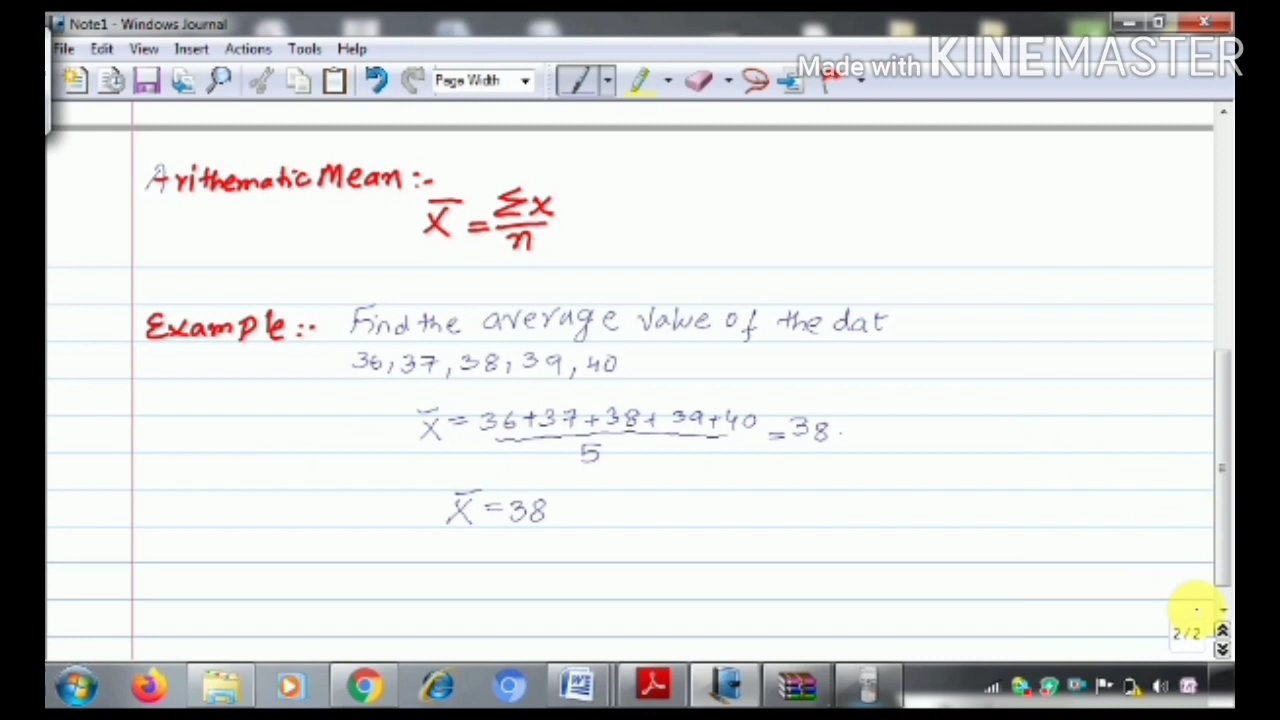 Note1 - Windows Journal
File Edit View Insert Actions Tools Help
Made with KINEMASTER
Page Width
Arithematic Mean :-
X̄ = Σx/n
Example :- Find the average value of the dat
36, 37, 38, 39, 40
X̄ = 36+37+38+39+40 / 5 = 38.
X̄ = 38
2/2